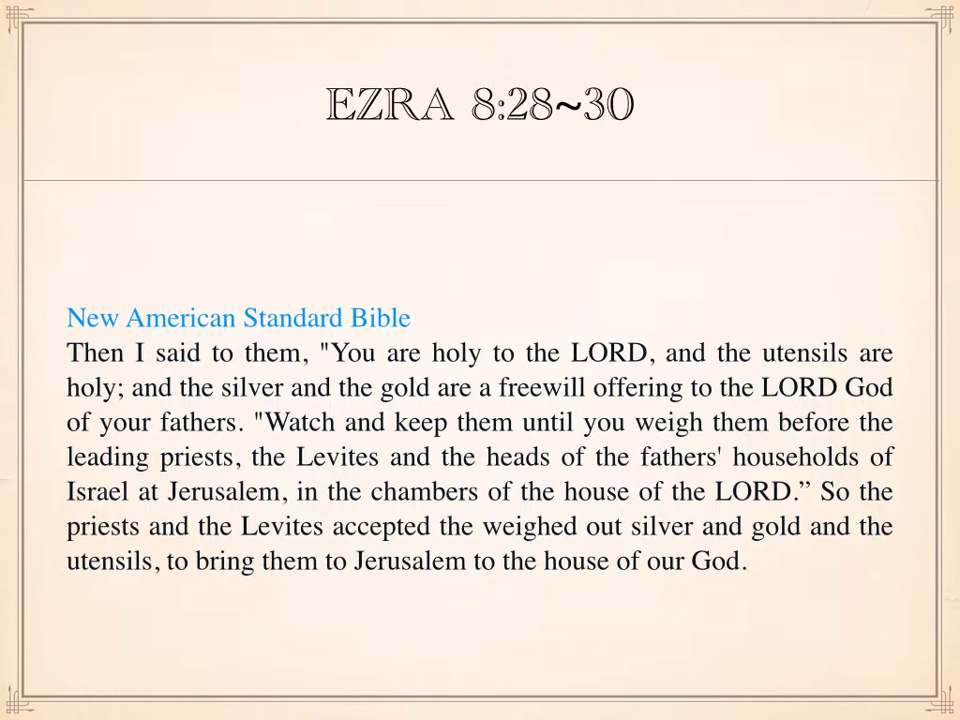 EZRA 8:28~30
New American Standard Bible
Then I said to them, "You are holy to the LORD, and the utensils are
holy; and the silver and the gold are a freewill offering to the LORD God
of your fathers. "Watch and keep them until you weigh them before the
leading priests, the Levites and the heads of the fathers' households of
Israel at Jerusalem, in the chambers of the house of the LORD.” So the
priests and the Levites accepted the weighed out silver and gold and the
utensils, to bring them to Jerusalem to the house of our God.